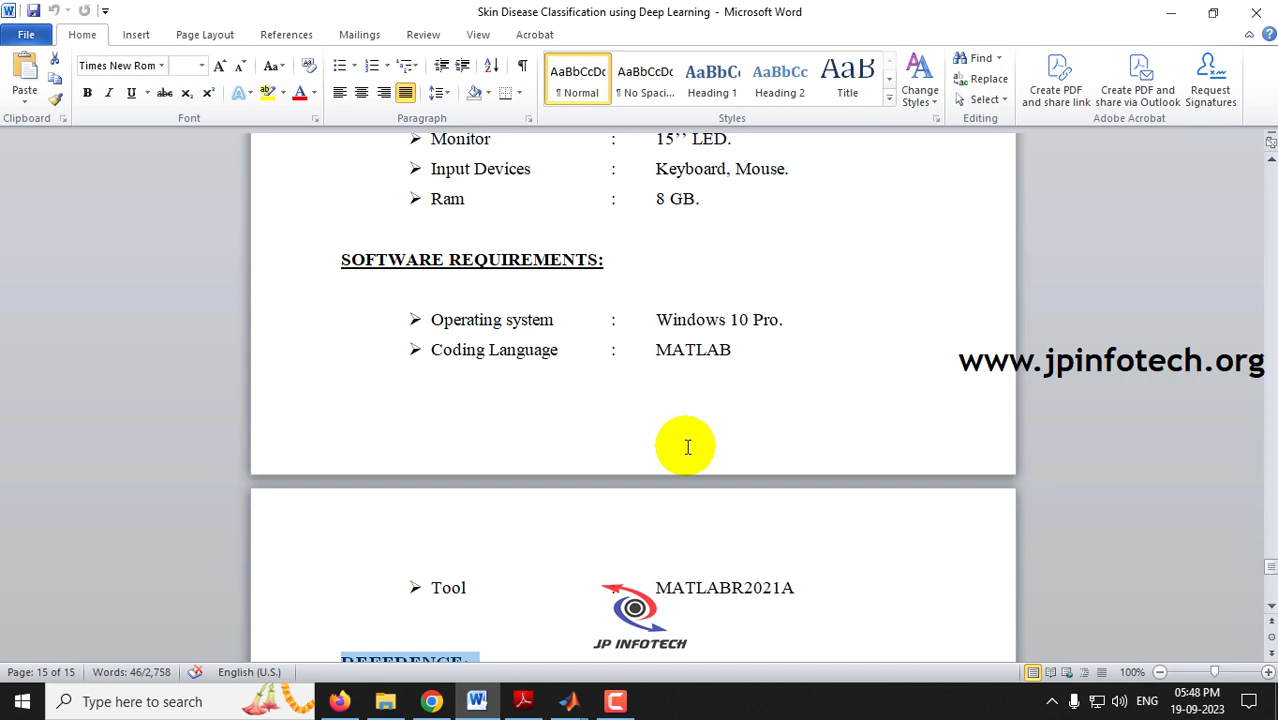 Skin Disease Classification using Deep Learning - Microsoft Word
File Home Insert Page Layout References Mailings Review View Acrobat
Times New Rom
Paste
Find
Replace
Select
AaBbCcDc AaBbCcDc AaBbC AaBbCc AaB
¶ Normal ¶ No Spaci... Heading 1 Heading 2 Title
Change Styles
Create PDF and share link
Create PDF and share via Outlook
Request Signatures
Clipboard Font Paragraph Styles Editing Adobe Acrobat
Monitor : 15’’ LED.
Input Devices : Keyboard, Mouse.
Ram : 8 GB.
SOFTWARE REQUIREMENTS:
Operating system : Windows 10 Pro.
Coding Language : MATLAB
www.jpinfotech.org
Tool : MATLABR2021A
JP INFOTECH
REFERENCE:
Page: 15 of 15 Words: 46/2,758 English (U.S.) 100%
Type here to search
ENG
05:48 PM
19-09-2023